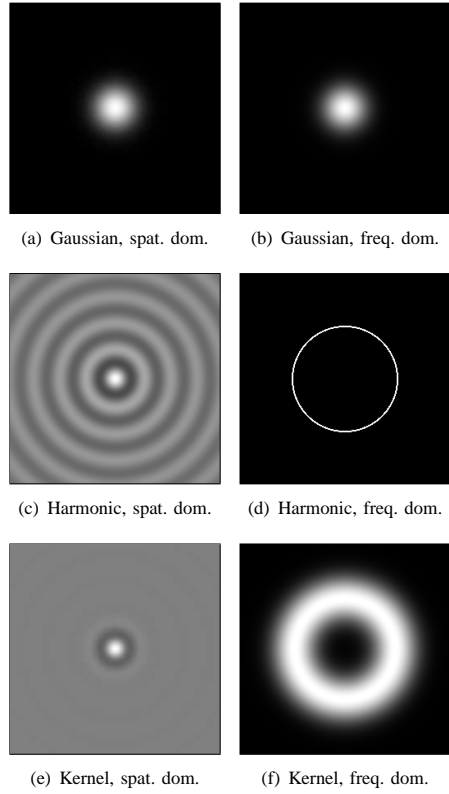 (a) Gaussian, spat. dom.
(b) Gaussian, freq. dom.
(c) Harmonic, spat. dom.
(d) Harmonic, freq. dom.
(e) Kernel, spat. dom.
(f) Kernel, freq. dom.